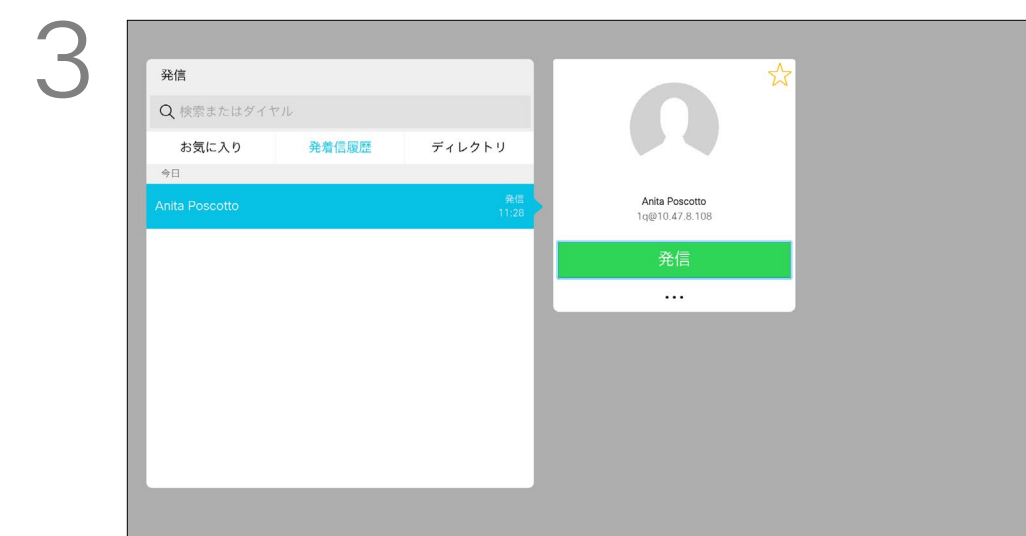 3
発信
検索またはダイヤル
お気に入り 発着信履歴 ディレクトリ
今日
Anita Poscotto 発信
11:28
Anita Poscotto
1q@10.47.8.108
発信
...